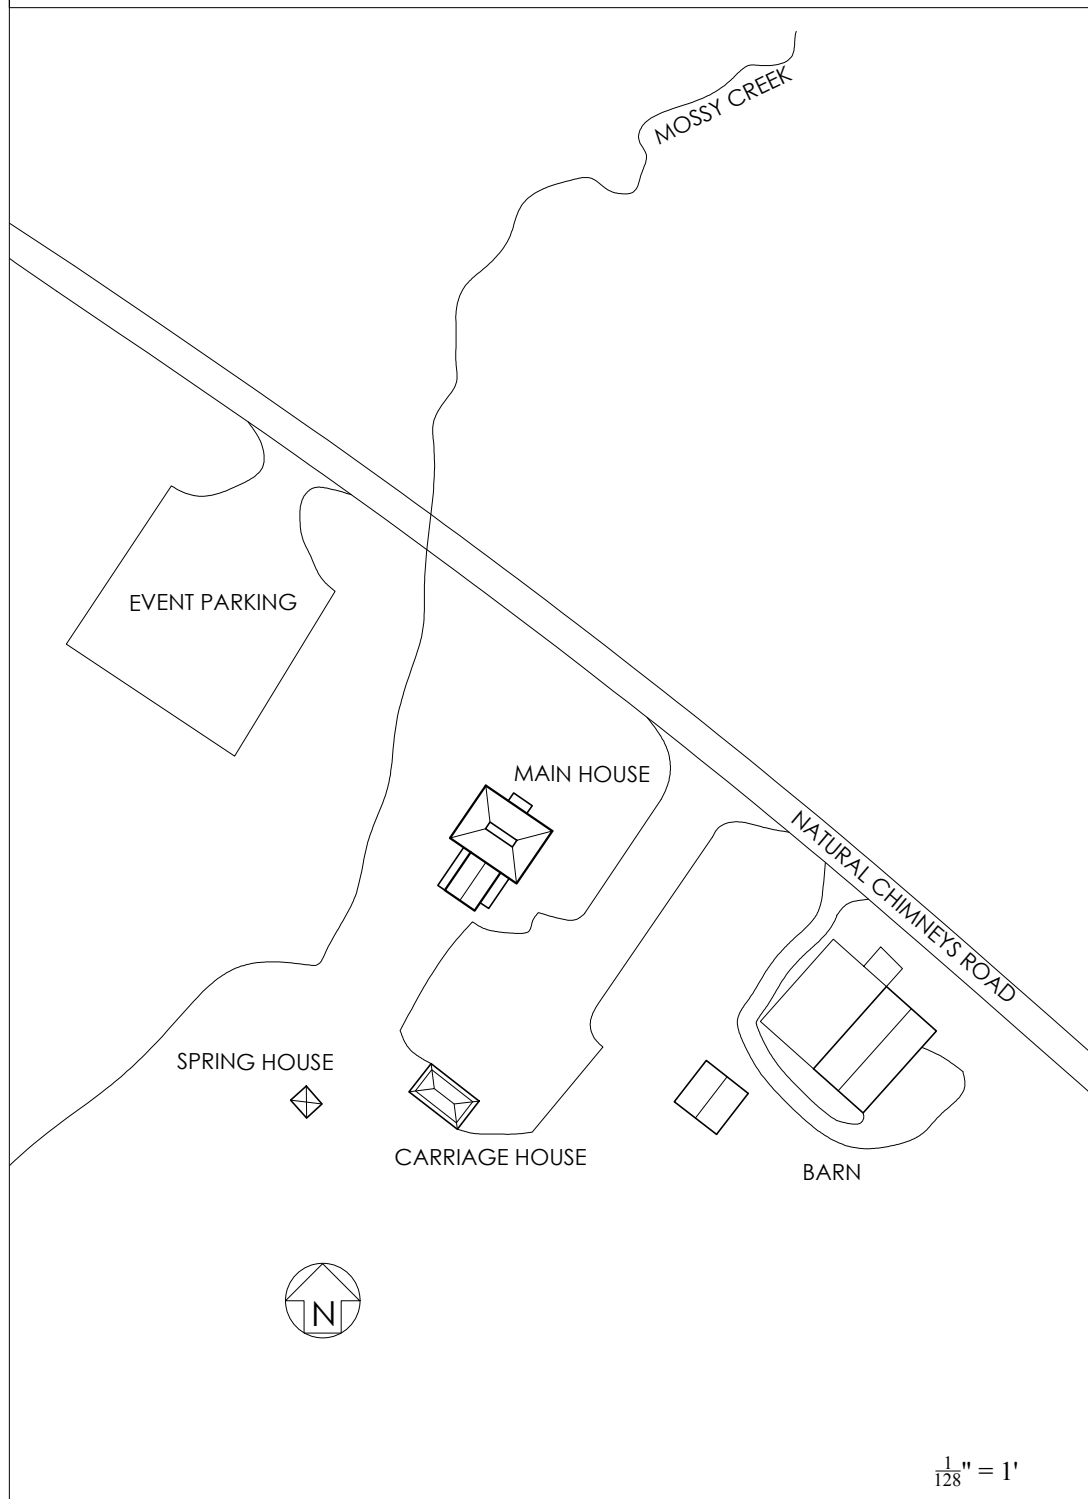 MOSSY CREEK
EVENT PARKING
MAIN HOUSE
NATURAL CHIMNEYS ROAD
SPRING HOUSE
CARRIAGE HOUSE
BARN
N
1/128" = 1'